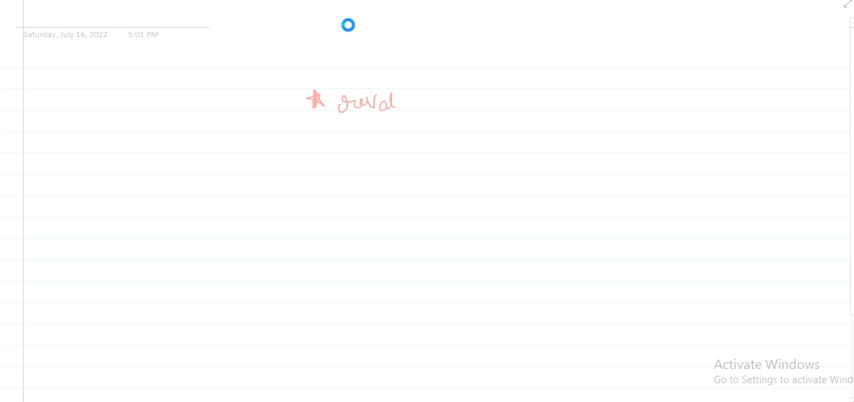 Saturday, July 16, 2022 5:01 PM
Activate Windows
Go to Settings to activate Wind